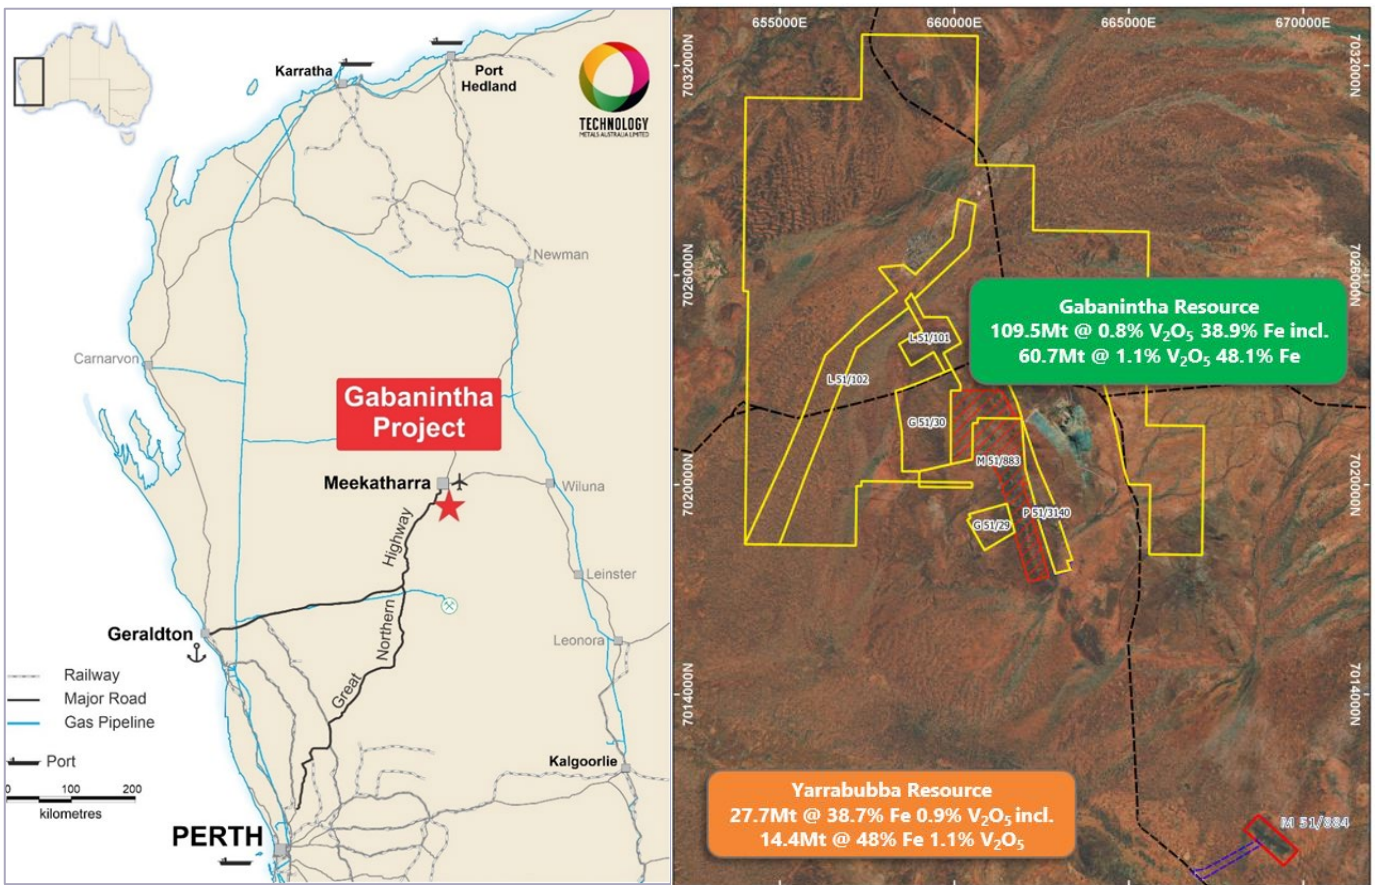 Karratha
Port
Hedland
TECHNOLOGY
METALS AUSTRALIA LIMITED
Newman
Carnarvon
Gabanintha
Project
Meekatharra
Wiluna
Highway
Leinster
Northern
Geraldton
Leonora
Great
Railway
Major Road
Gas Pipeline
Port
0 100 200
kilometres
Kalgoorlie
PERTH
655000E 660000E 665000E 670000E
7032000N 7032000N
7026000N 7026000N
Gabanintha Resource
109.5Mt @ 0.8% V₂O₅ 38.9% Fe incl.
60.7Mt @ 1.1% V₂O₅ 48.1% Fe
L 51/101
L 51/102
G 51/30
M 51/883
7020000N 7020000N
P 51/3140
G 51/29
7014000N 7014000N
Yarrabubba Resource
27.7Mt @ 38.7% Fe 0.9% V₂O₅ incl.
14.4Mt @ 48% Fe 1.1% V₂O₅
M 51/884